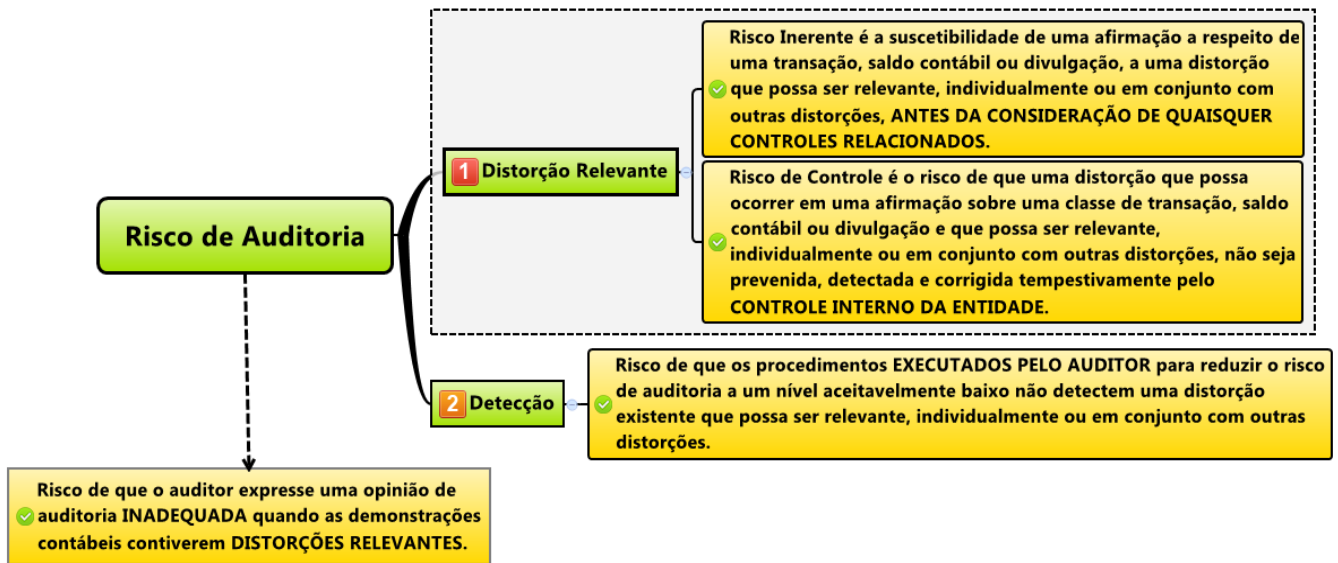 Risco de Auditoria
1 Distorção Relevante
Risco Inerente é a suscetibilidade de uma afirmação a respeito de
uma transação, saldo contábil ou divulgação, a uma distorção
que possa ser relevante, individualmente ou em conjunto com
outras distorções, ANTES DA CONSIDERAÇÃO DE QUAISQUER
CONTROLES RELACIONADOS.
Risco de Controle é o risco de que uma distorção que possa
ocorrer em uma afirmação sobre uma classe de transação, saldo
contábil ou divulgação e que possa ser relevante,
individualmente ou em conjunto com outras distorções, não seja
prevenida, detectada e corrigida tempestivamente pelo
CONTROLE INTERNO DA ENTIDADE.
2 Detecção
Risco de que os procedimentos EXECUTADOS PELO AUDITOR para reduzir o risco
de auditoria a um nível aceitavelmente baixo não detectem uma distorção
existente que possa ser relevante, individualmente ou em conjunto com outras
distorções.
Risco de que o auditor expresse uma opinião de
auditoria INADEQUADA quando as demonstrações
contábeis contiverem DISTORÇÕES RELEVANTES.